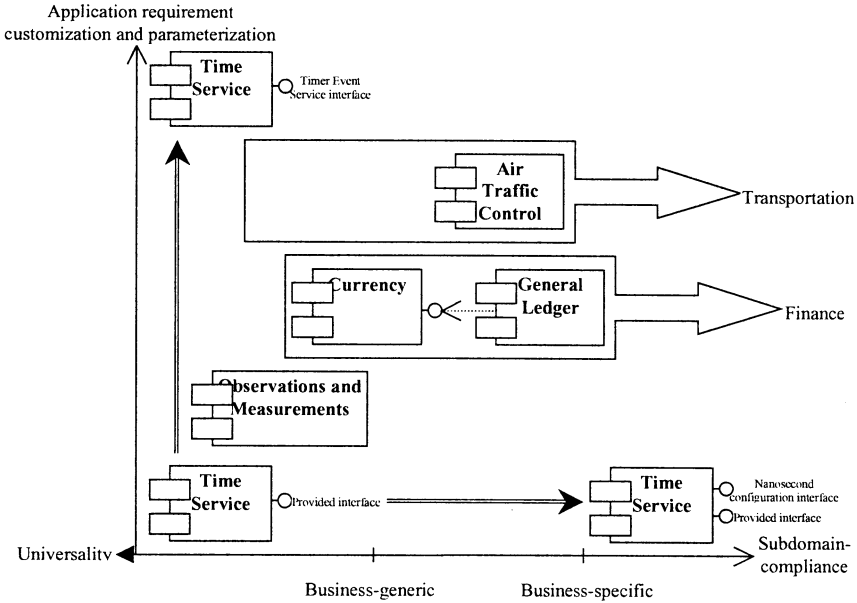 Application requirement
customization and parameterization
Time
Service
Timer Event
Service interface
Air
Traffic
Control
Transportation
Currency
General
Ledger
Finance
Observations and
Measurements
Time
Service
Provided interface
Time
Service
Nanosecond
configuration interface
Provided interface
Universality
Subdomain-
compliance
Business-generic
Business-specific